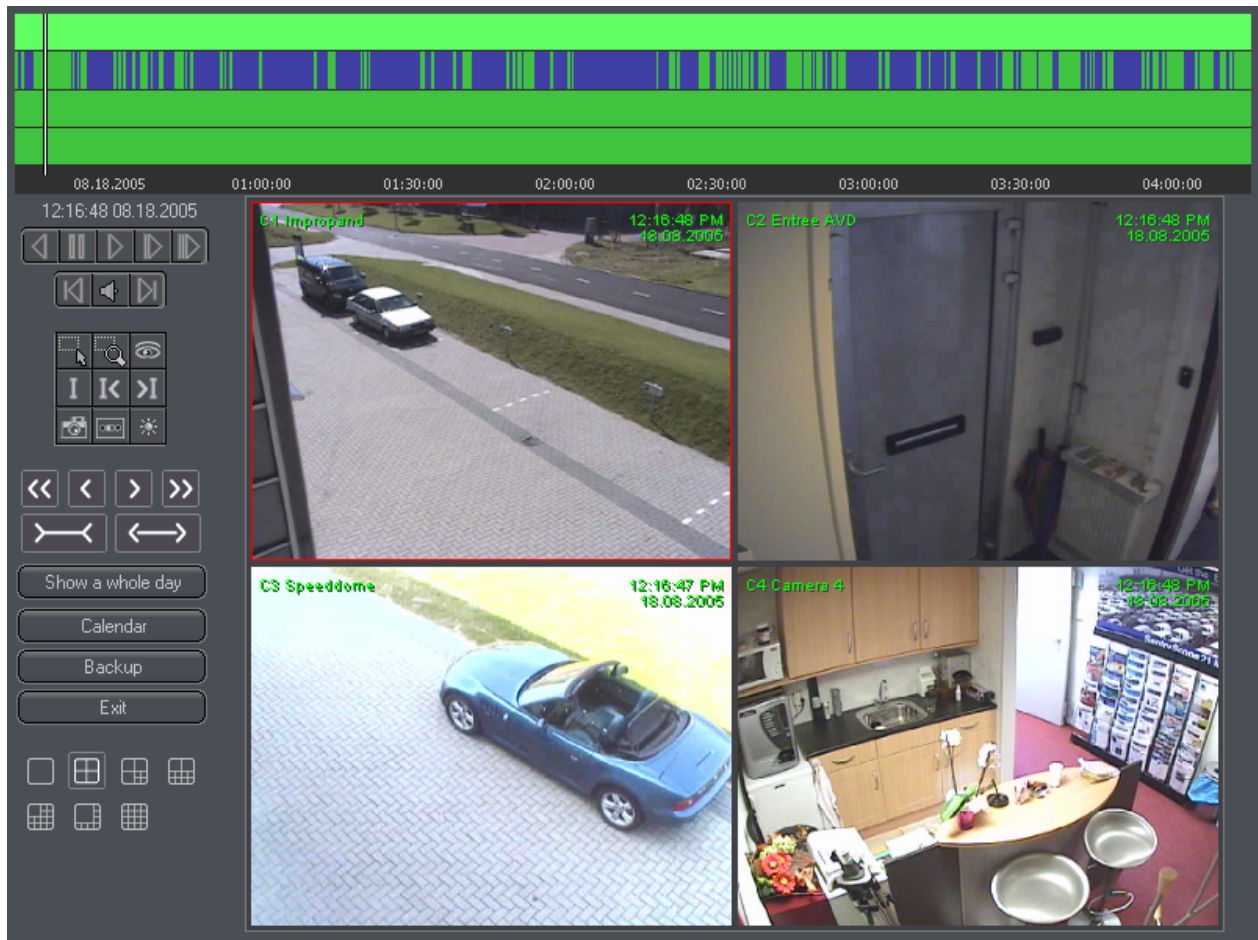 08.18.2005 01:00:00 01:30:00 02:00:00 02:30:00 03:00:00 03:30:00 04:00:00
12:16:48 08.18.2005
C1 Impropand
12:16:48 PM
18.08.2005
C2 Entree AVD
12:16:48 PM
18.08.2005
Show a whole day
Calendar
Backup
Exit
C3 Speeddome
12:16:47 PM
18.08.2005
C4 Camera 4
12:16:48 PM
18.08.2005